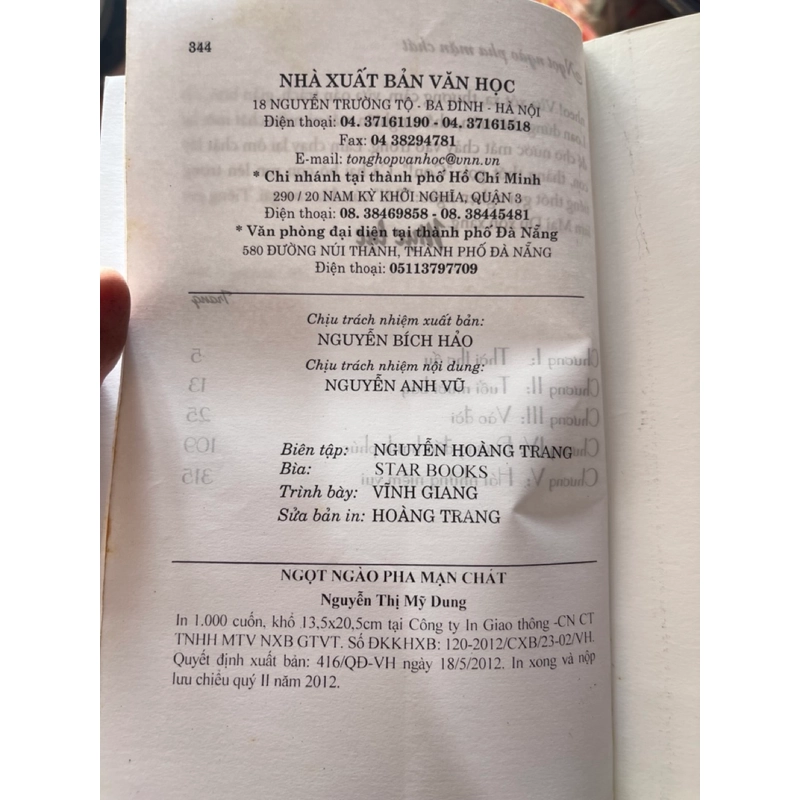 344
NHÀ XUẤT BẢN VĂN HỌC
18 NGUYỄN TRƯỜNG TỘ - BA ĐÌNH - HÀ NỘI
Điện thoại: 04. 37161190 - 04. 37161518
Fax: 04 38294781
E-mail: tonghopvanhoc@vnn.vn
* Chi nhánh tại thành phố Hồ Chí Minh
290 / 20 NAM KỲ KHỞI NGHĨA, QUẬN 3
Điện thoại: 08. 38469858 - 08. 38445481
* Văn phòng đại diện tại thành phố Đà Nẵng
580 ĐƯỜNG NÚI THÀNH, THÀNH PHỐ ĐÀ NẴNG
Điện thoại: 05113797709
Chịu trách nhiệm xuất bản:
NGUYỄN BÍCH HẢO
Chịu trách nhiệm nội dung:
NGUYỄN ANH VŨ
Biên tập: NGUYỄN HOÀNG TRANG
Bìa: STAR BOOKS
Trình bày: VĨNH GIANG
Sửa bản in: HOÀNG TRANG
NGỌT NGÀO PHA MẠN CHÁT
Nguyễn Thị Mỹ Dung
In 1.000 cuốn, khổ 13,5x20,5cm tại Công ty In Giao thông -CN CT
TNHH MTV NXB GTVT. Số ĐKKHXB: 120-2012/CXB/23-02/VH.
Quyết định xuất bản: 416/QĐ-VH ngày 18/5/2012. In xong và nộp
lưu chiểu quý II năm 2012.